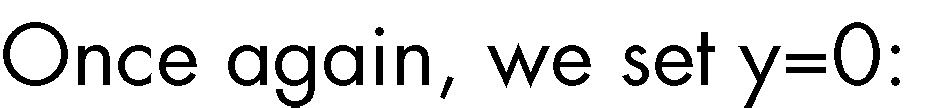 Once again, we set y=0: